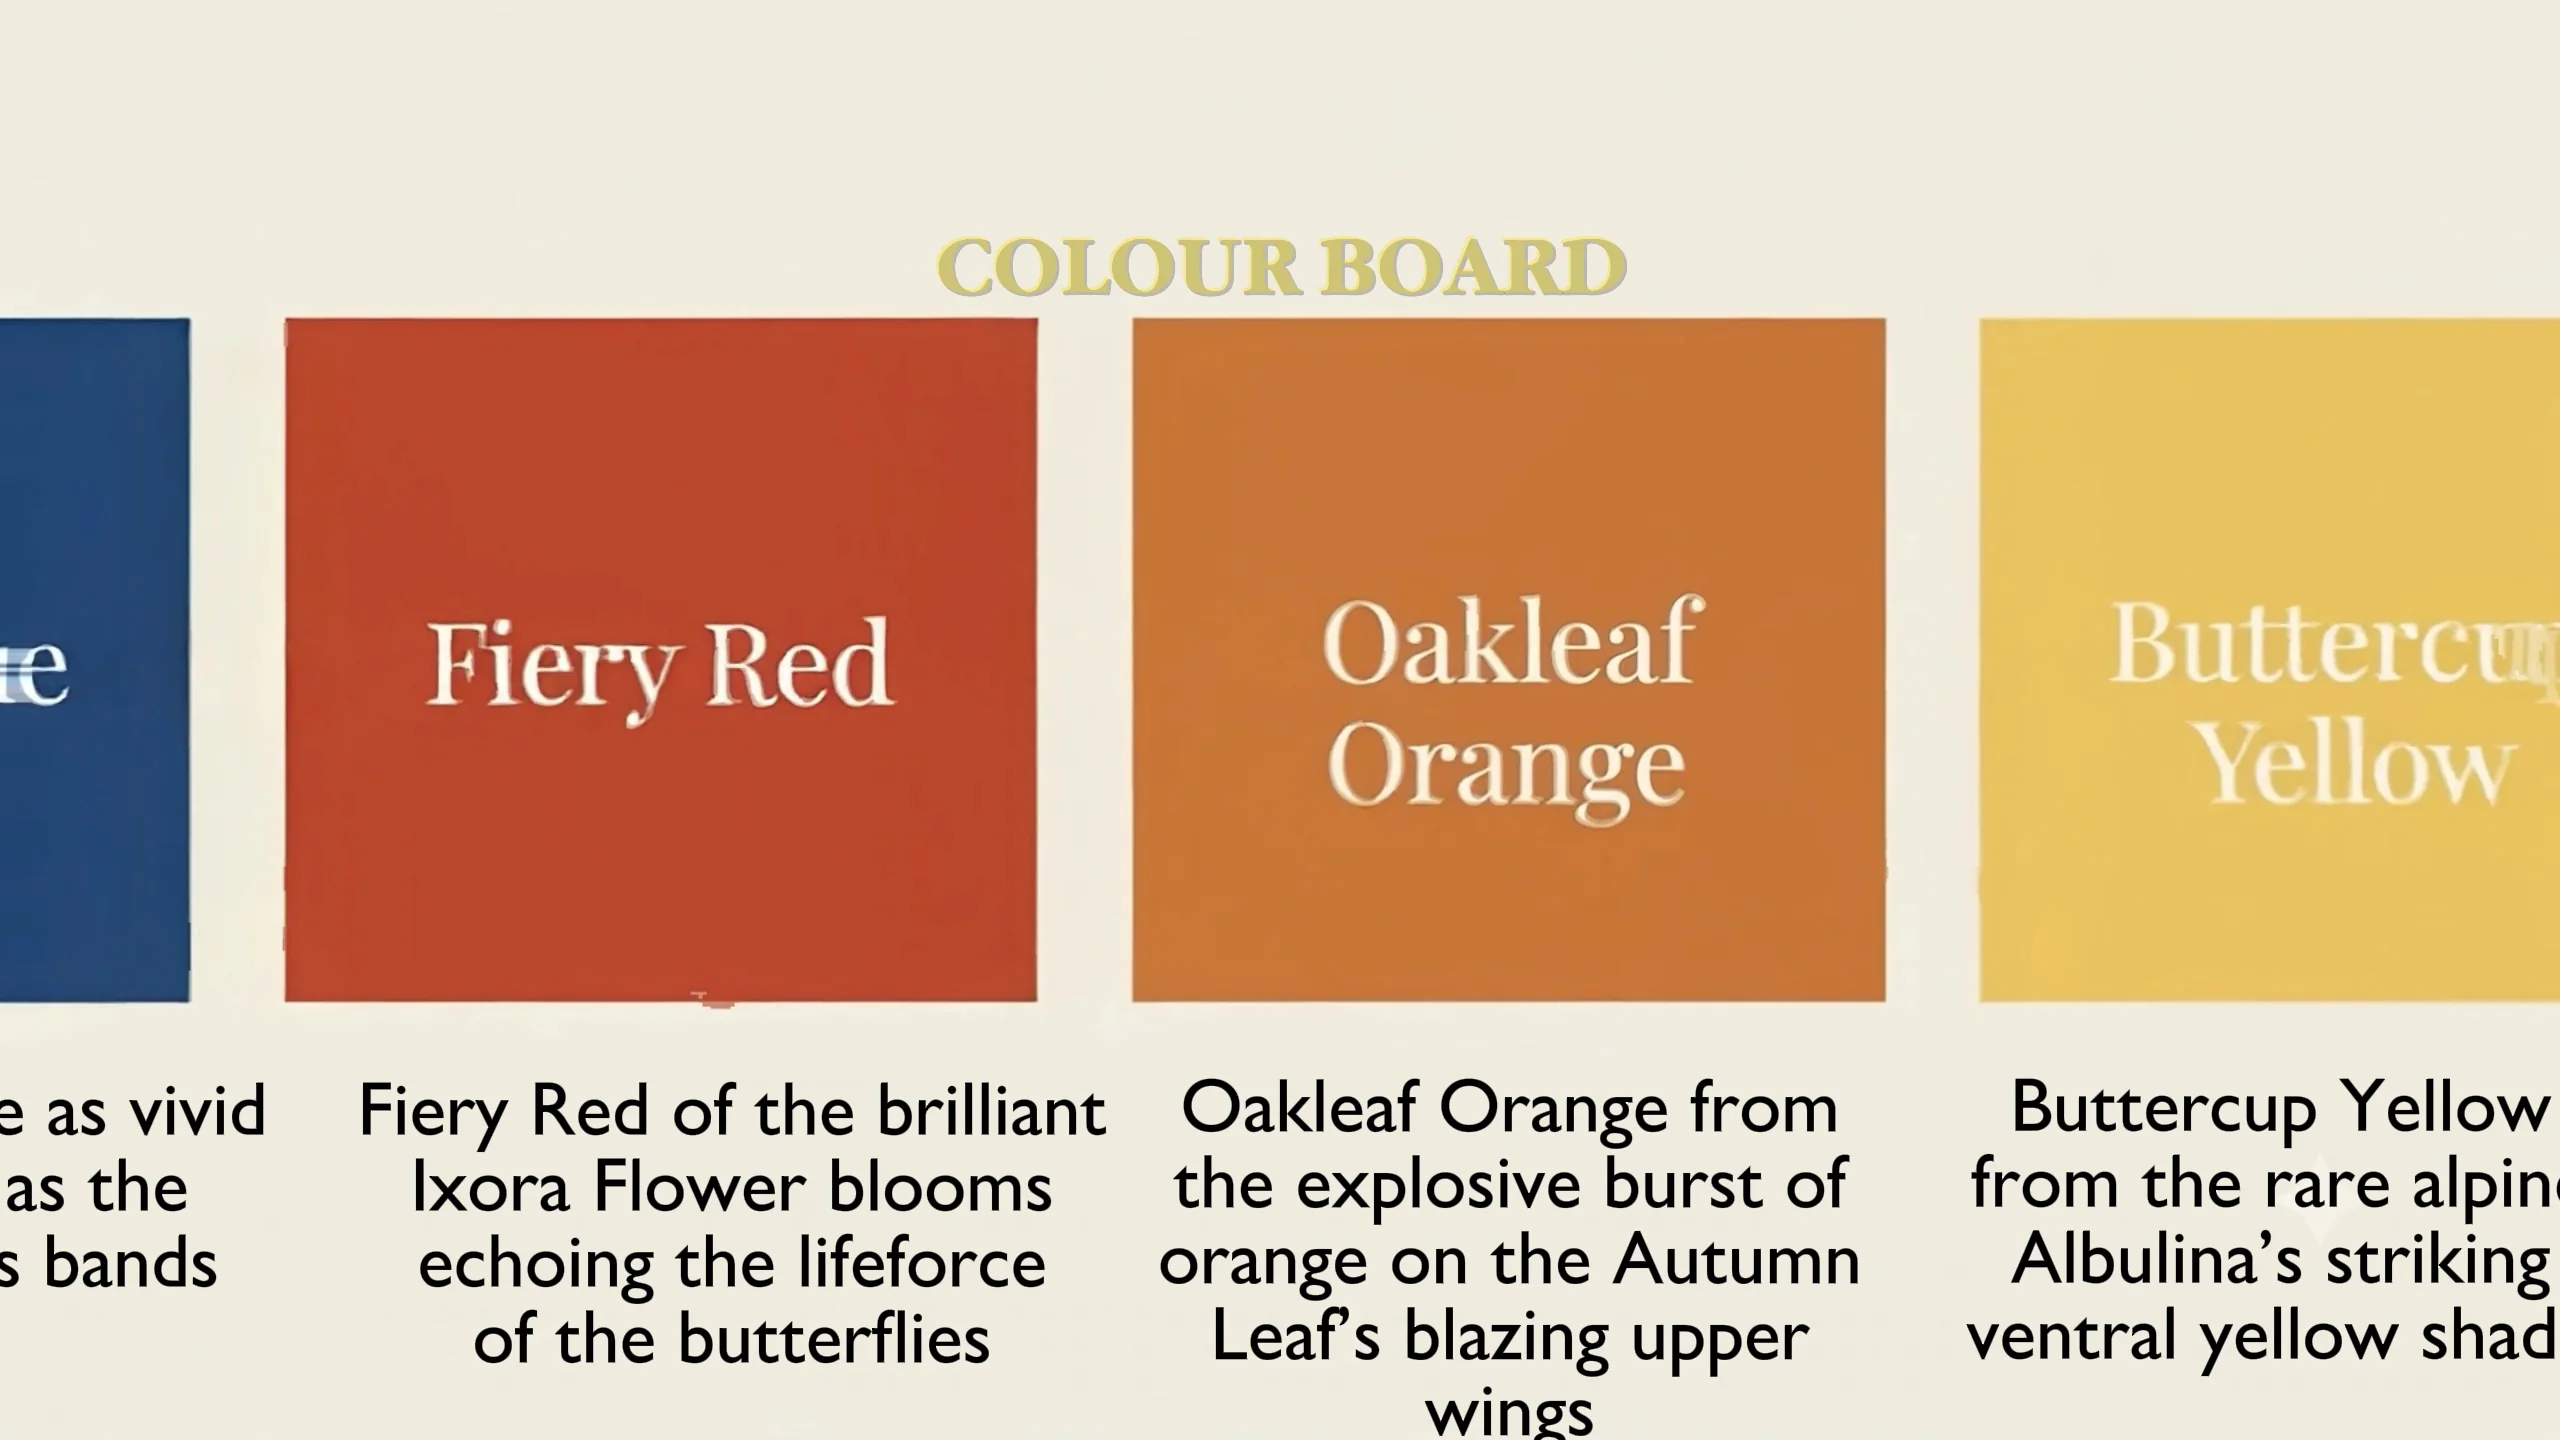 COLOUR BOARD
Fiery Red
Oakleaf
Orange
Yellow
as vivid
as the
bands
Fiery Red of the brilliant
Ixora Flower blooms
echoing the lifeforce
of the butterflies
Oakleaf Orange from
the explosive burst of
orange on the Autumn
Leaf’s blazing upper
wings
Buttercup Yellow
from the rare
Albulina’s striking
ventral yellow